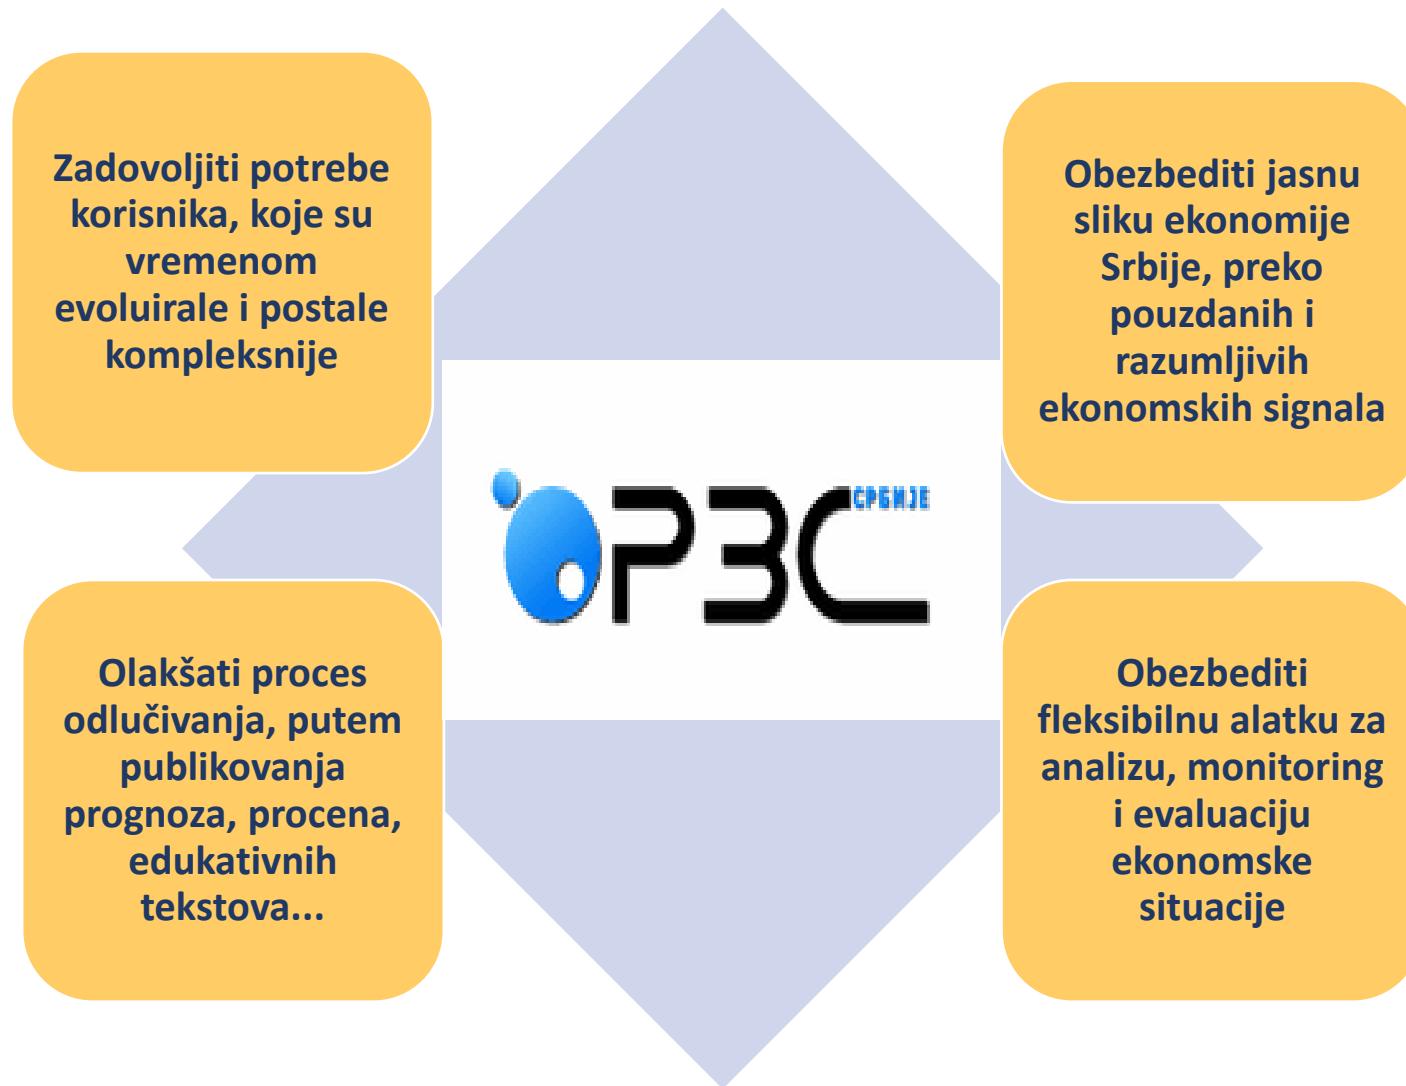 Zadovoljiti potrebe
korisnika, koje su
vremenom
evoluirale i postale
kompleksnije
Obezbediti jasnu
sliku ekonomije
Srbije, preko
pouzdanih i
razumljivih
ekonomskih signala
РЗС
СРБИЈЕ
Olakšati proces
odlučivanja, putem
publikovanja
prognoza, procena,
edukativnih
tekstova...
Obezbediti
fleksibilnu alatku za
analizu, monitoring
i evaluaciju
ekonomske
situacije